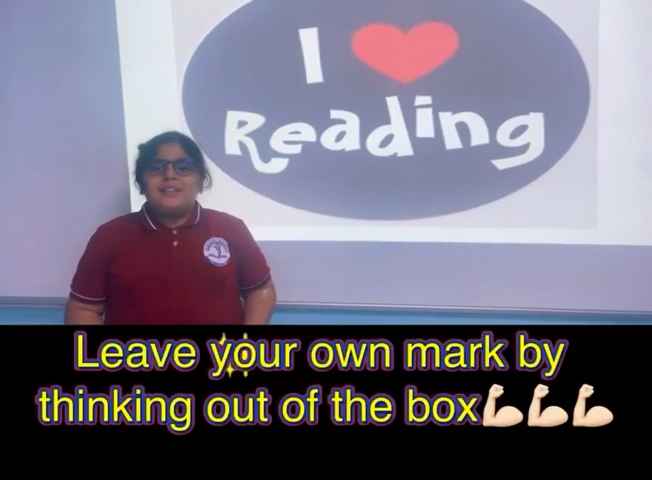 I ❤
Reading
Leave your own mark by
thinking out of the box💪🏻💪🏻💪🏻